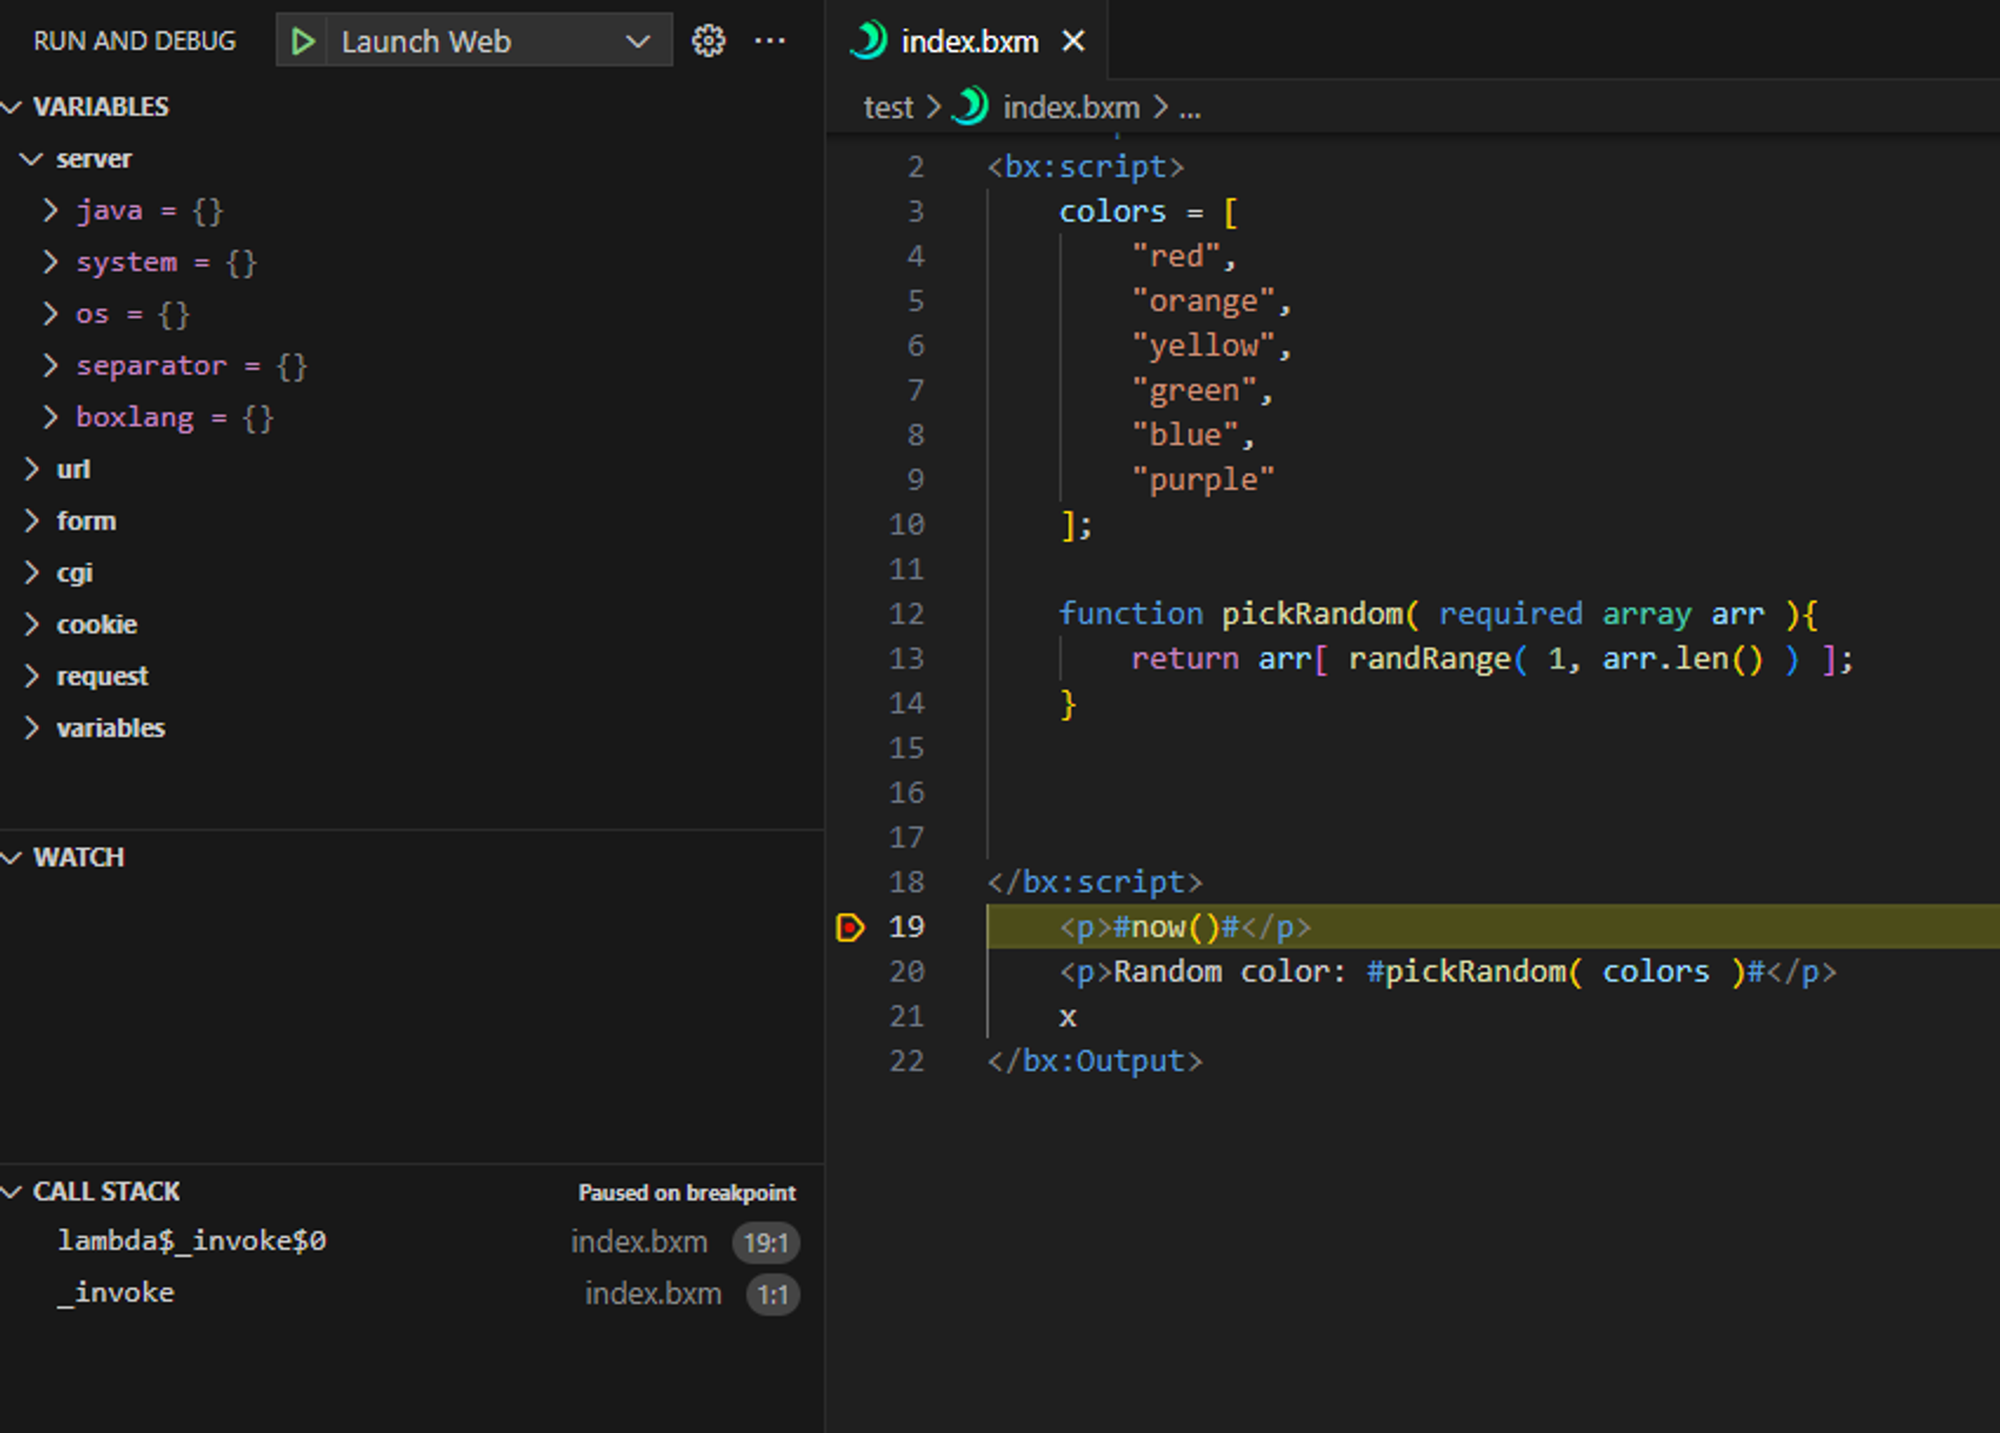 RUN AND DEBUG Launch Web
VARIABLES
server
java = {}
system = {}
os = {}
separator = {}
boxlang = {}
url
form
cgi
cookie
request
variables
WATCH
CALL STACK Paused on breakpoint
lambda$_invoke$0 index.bxm 19:1
_invoke index.bxm 1:1
index.bxm
test > index.bxm > ...
2 <bx:script>
3 colors = [
4 "red",
5 "orange",
6 "yellow",
7 "green",
8 "blue",
9 "purple"
10 ];
11
12 function pickRandom( required array arr ){
13 return arr[ randRange( 1, arr.len() ) ];
14 }
15
16
17
18 </bx:script>
19 <p>#now()#</p>
20 <p>Random color: #pickRandom( colors )#</p>
21 x
22 </bx:Output>